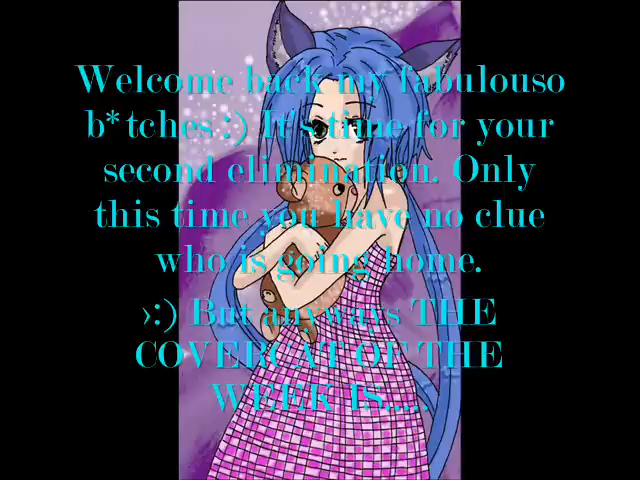 Welcome back my fabulouso
b*tches :) It's time for your
second elimination. Only
this time you have no clue
who is going home.
>:) But anyways THE
COVERCAT OF THE
WEEK IS.....